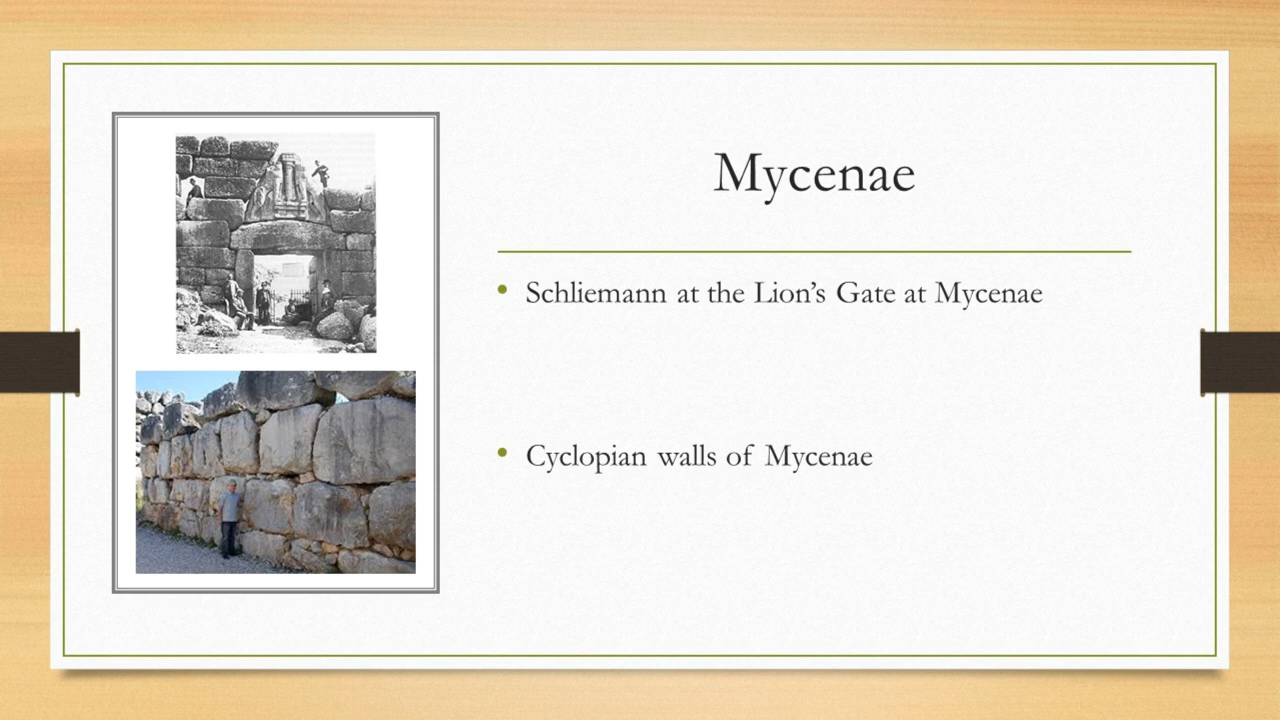 Mycenae
Schliemann at the Lion’s Gate at Mycenae
Cyclopian walls of Mycenae